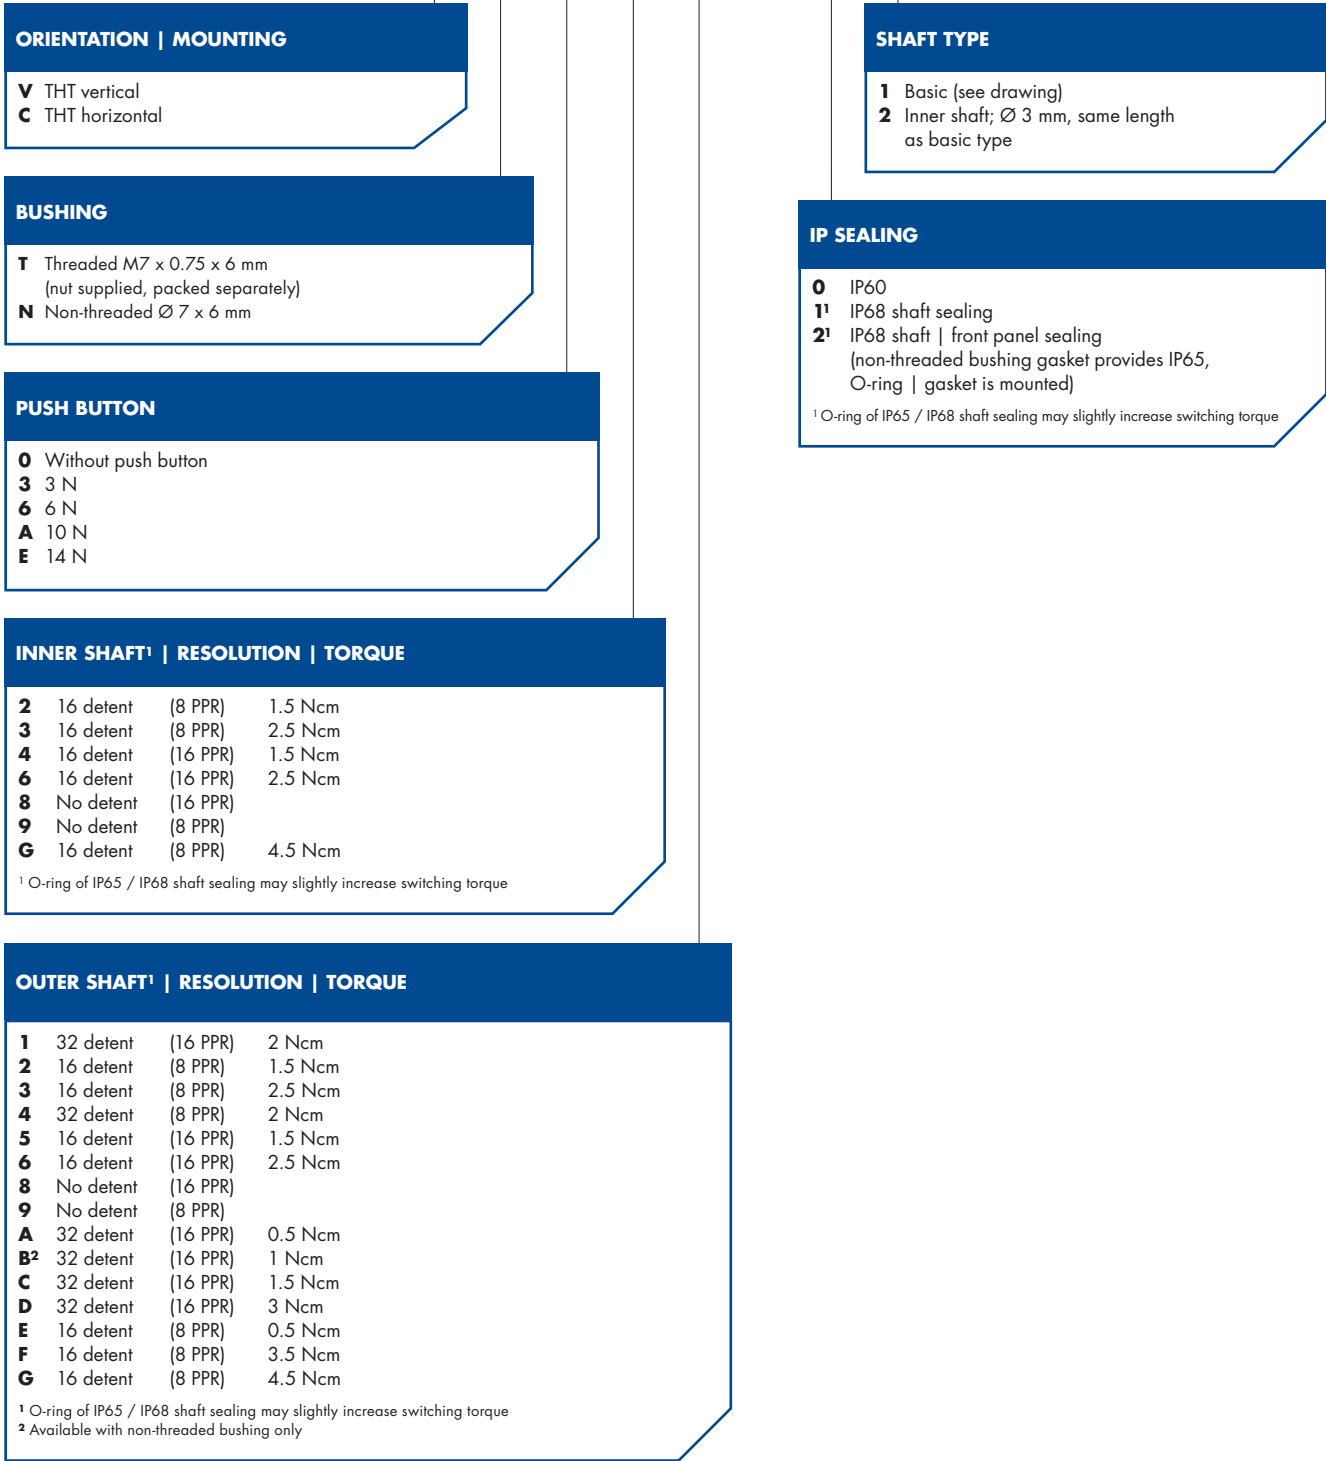 ORIENTATION | MOUNTING
V THT vertical
C THT horizontal
BUSHING
T Threaded M7 x 0.75 x 6 mm
(nut supplied, packed separately)
N Non-threaded Ø 7 x 6 mm
PUSH BUTTON
0 Without push button
3 3 N
6 6 N
A 10 N
E 14 N
INNER SHAFT¹ | RESOLUTION | TORQUE
2 16 detent (8 PPR) 1.5 Ncm
3 16 detent (8 PPR) 2.5 Ncm
4 16 detent (16 PPR) 1.5 Ncm
6 16 detent (16 PPR) 2.5 Ncm
8 No detent (16 PPR)
9 No detent (8 PPR)
G 16 detent (8 PPR) 4.5 Ncm
¹ O-ring of IP65 / IP68 shaft sealing may slightly increase switching torque
OUTER SHAFT¹ | RESOLUTION | TORQUE
1 32 detent (16 PPR) 2 Ncm
2 16 detent (8 PPR) 1.5 Ncm
3 16 detent (8 PPR) 2.5 Ncm
4 32 detent (8 PPR) 2 Ncm
5 16 detent (16 PPR) 1.5 Ncm
6 16 detent (16 PPR) 2.5 Ncm
8 No detent (16 PPR)
9 No detent (8 PPR)
A 32 detent (16 PPR) 0.5 Ncm
B² 32 detent (16 PPR) 1 Ncm
C 32 detent (16 PPR) 1.5 Ncm
D 32 detent (16 PPR) 3 Ncm
E 16 detent (8 PPR) 0.5 Ncm
F 16 detent (8 PPR) 3.5 Ncm
G 16 detent (8 PPR) 4.5 Ncm
¹ O-ring of IP65 / IP68 shaft sealing may slightly increase switching torque
² Available with non-threaded bushing only
SHAFT TYPE
1 Basic (see drawing)
2 Inner shaft; Ø 3 mm, same length
as basic type
IP SEALING
0 IP60
1¹ IP68 shaft sealing
2¹ IP68 shaft | front panel sealing
(non-threaded bushing gasket provides IP65,
O-ring | gasket is mounted)
¹ O-ring of IP65 / IP68 shaft sealing may slightly increase switching torque